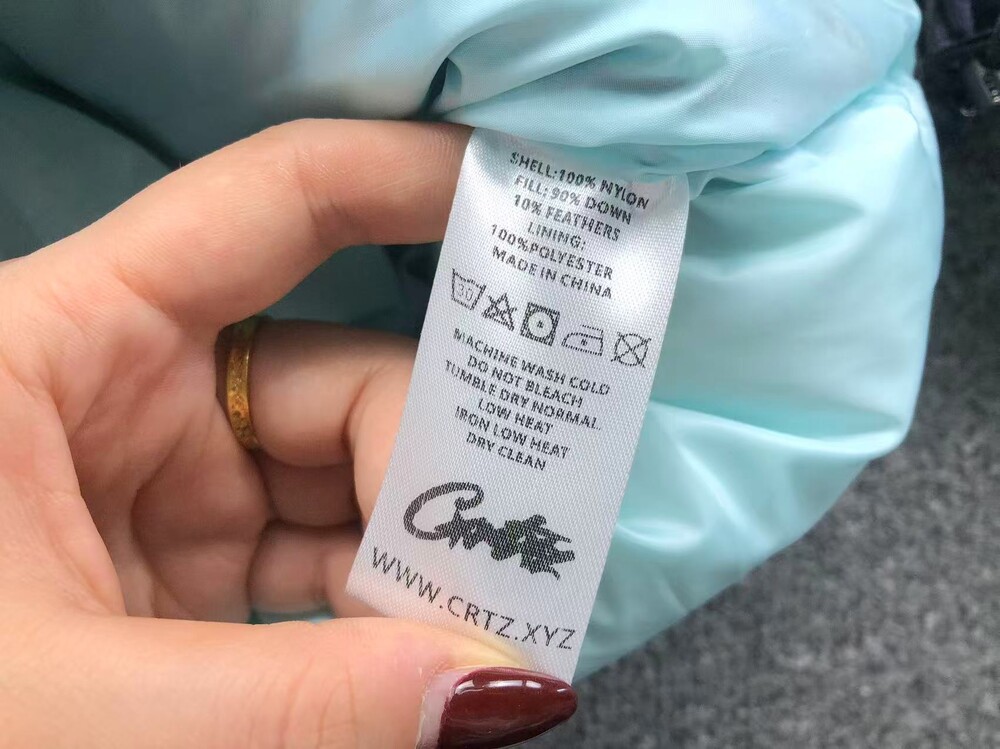 SHELL:100% NYLON
FILL: 90% DOWN
10% FEATHERS
LINING:
100%POLYESTER
MADE IN CHINA
30
MACHINE WASH COLD
DO NOT BLEACH
TUMBLE DRY NORMAL
LOW HEAT
IRON LOW HEAT
DRY CLEAN
WWW.CRTZ.XYZ